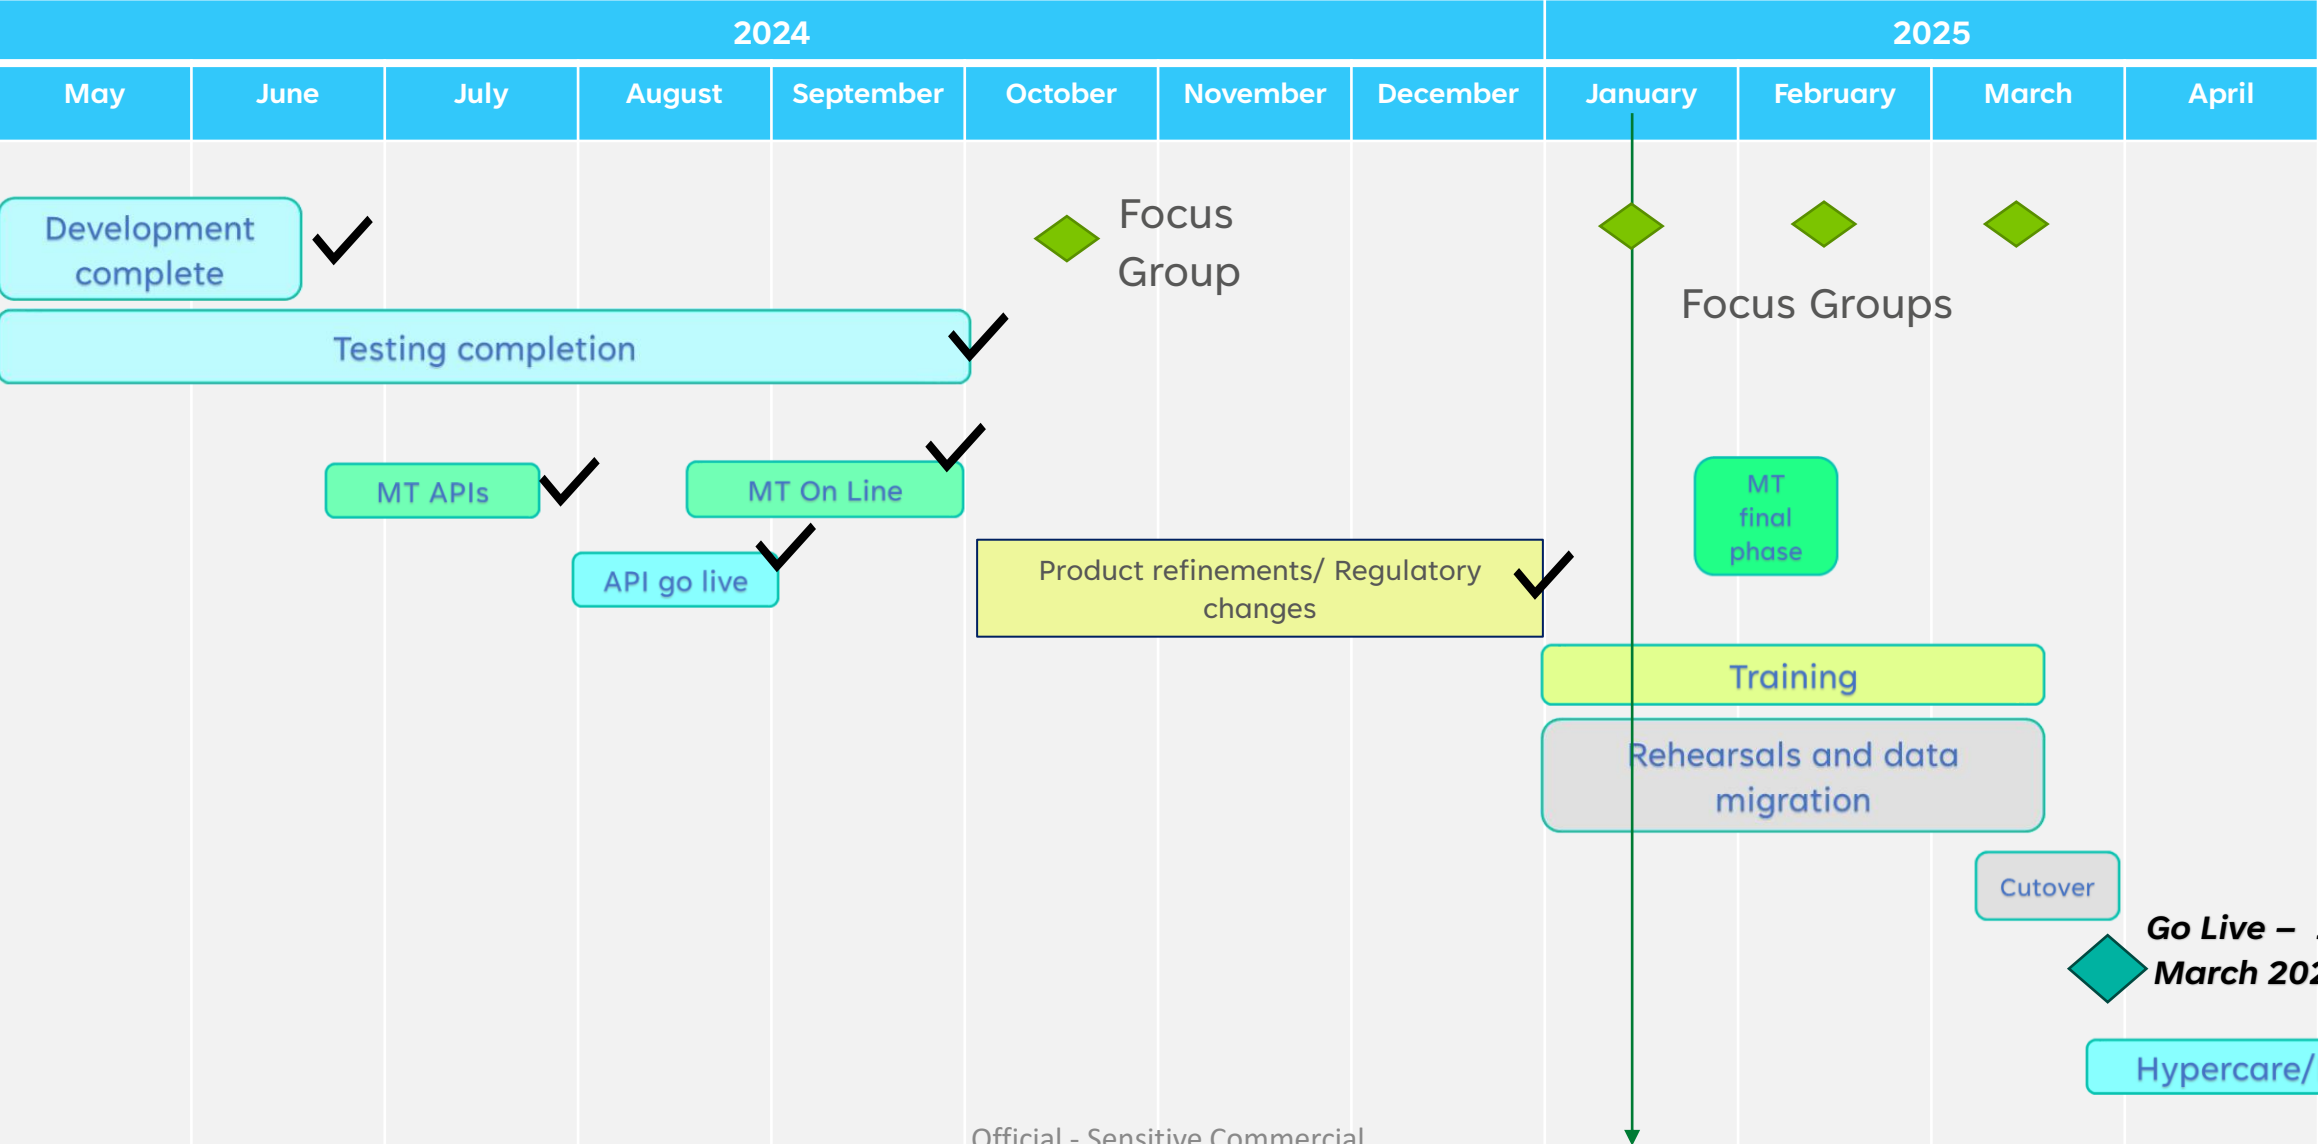 2024
2025
May
June
July
August
September
October
November
December
January
February
March
April
Development
complete
Focus
Group
Focus Groups
Testing completion
MT APIs
MT On Line
MT
final
phase
API go live
Product refinements/ Regulatory
changes
Training
Rehearsals and data
migration
Cutover
Go Live –
March 202
Hypercare/
Official - Sensitive Commercial